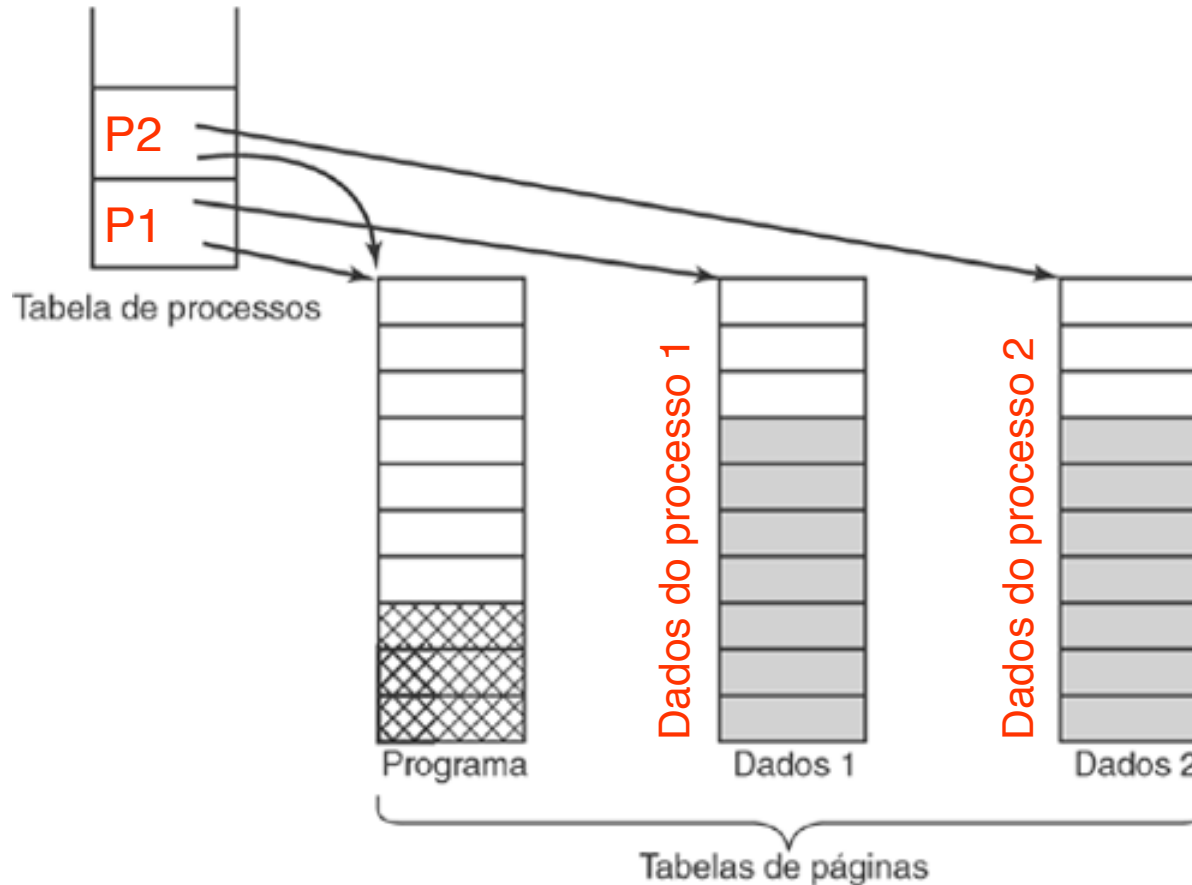 P2
P1
Tabela de processos
Dados do processo 1
Dados do processo 2
Programa
Dados 1
Dados 2
Tabelas de páginas